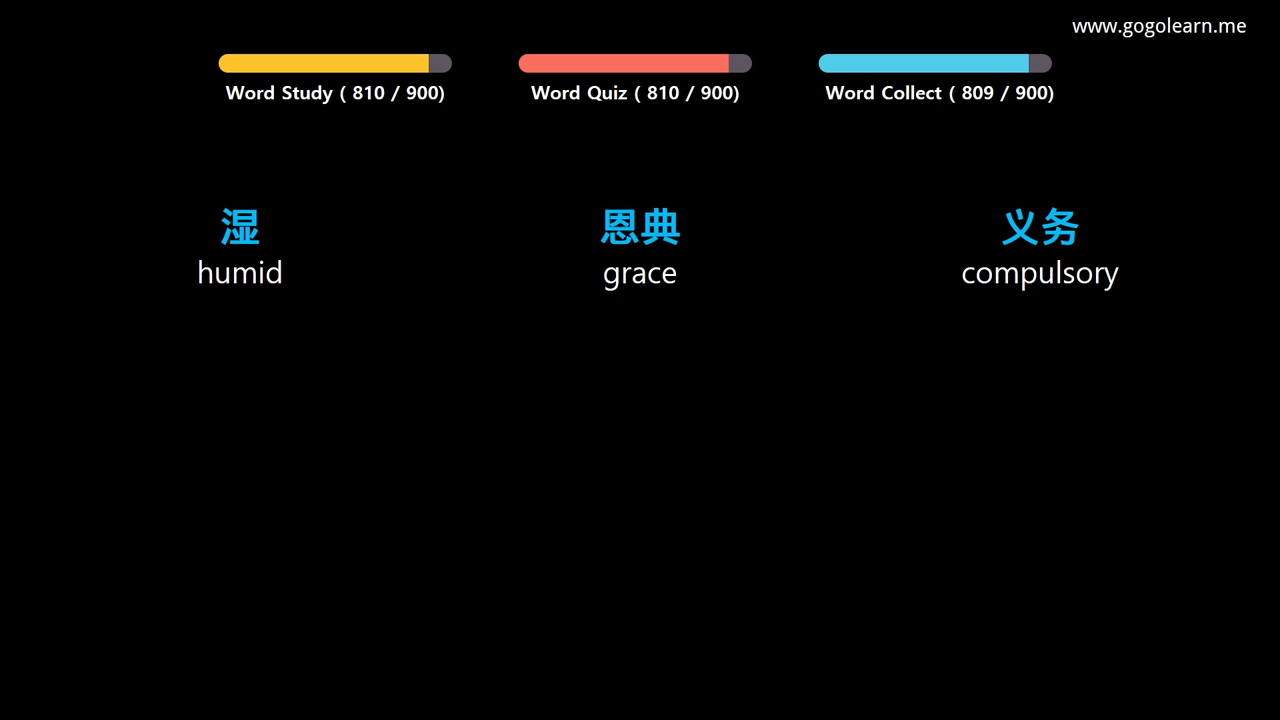 www.gogolearn.me
Word Study ( 810 / 900)
Word Quiz ( 810 / 900)
Word Collect ( 809 / 900)
湿
humid
恩典
grace
义务
compulsory